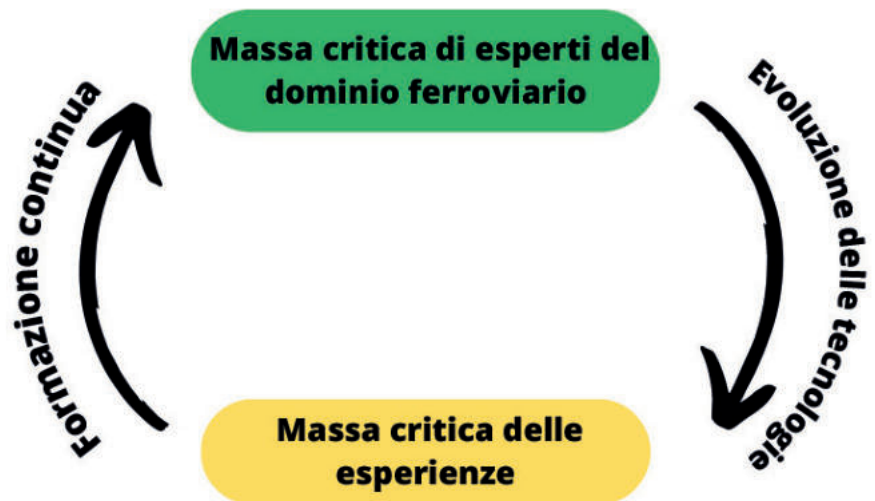 Massa critica di esperti del
dominio ferroviario
Formazione continua
Evoluzione delle tecnologie
Massa critica delle
esperienze